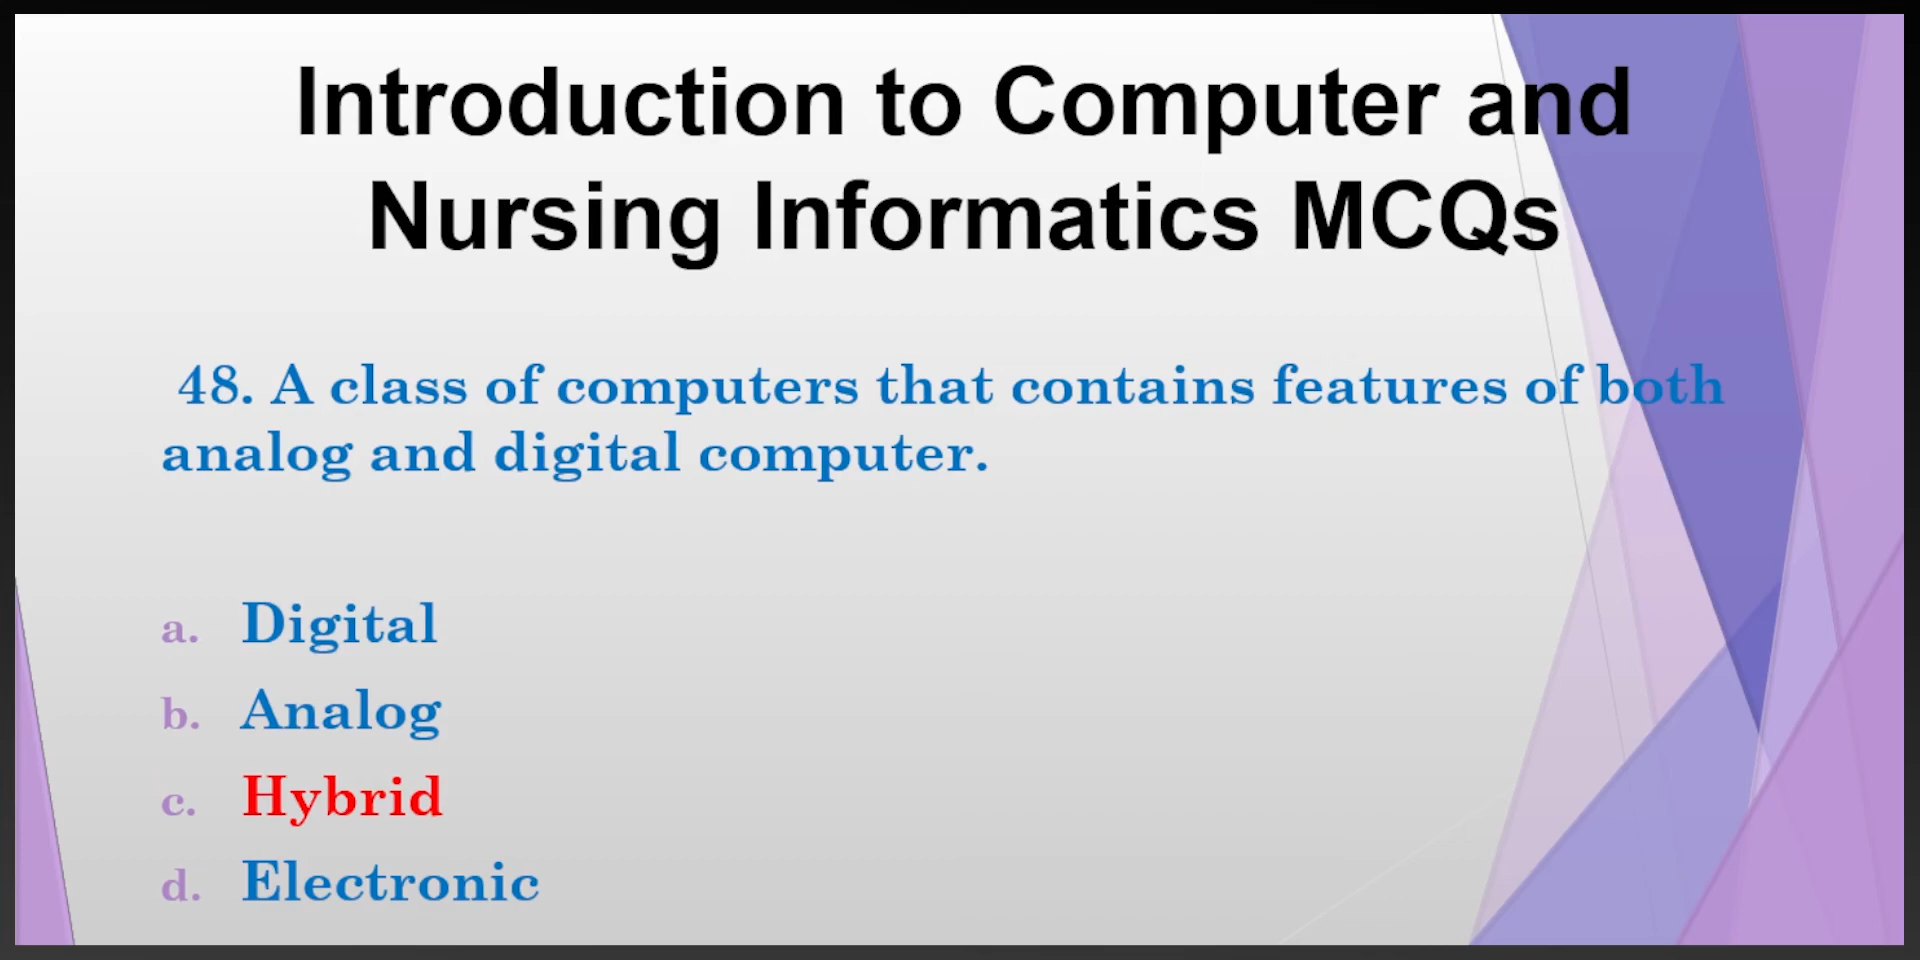 Introduction to Computer and
Nursing Informatics MCQs
48. A class of computers that contains features of both
analog and digital computer.
a. Digital
b. Analog
c. Hybrid
d. Electronic